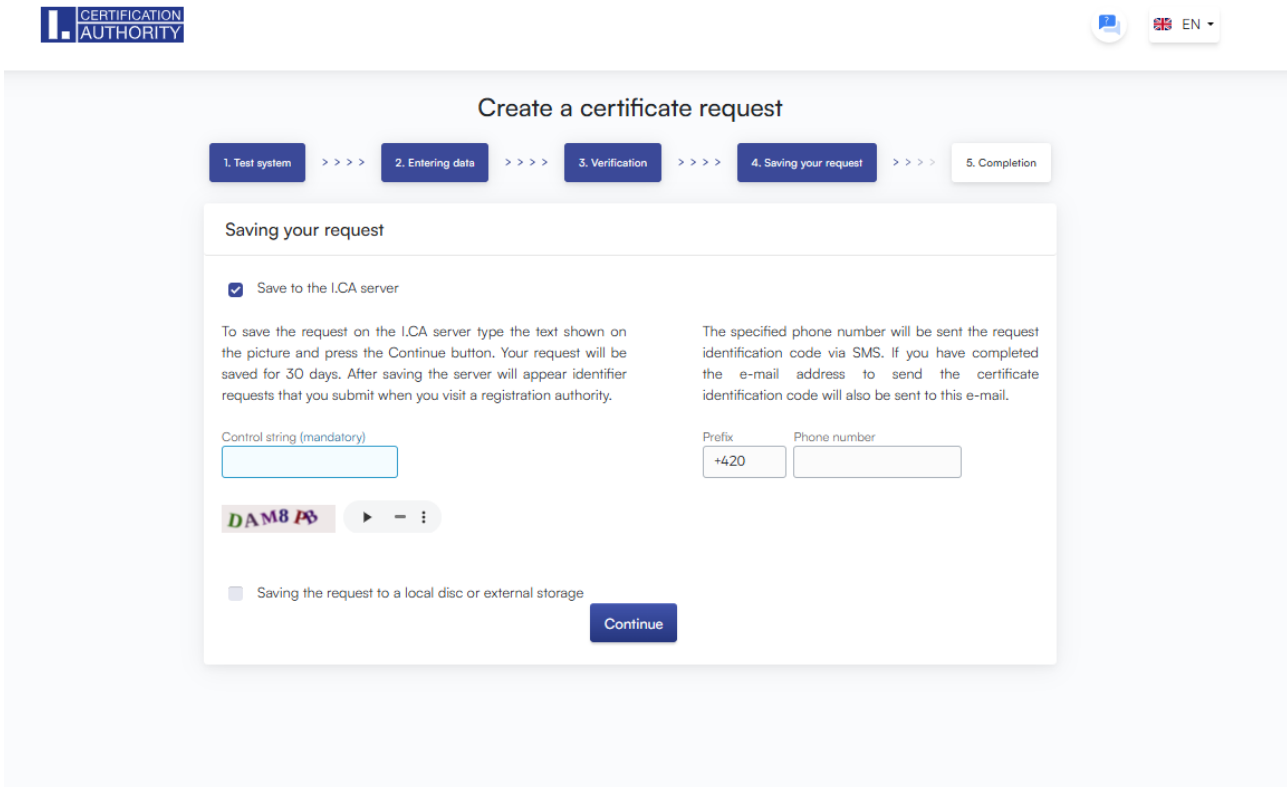 I. CERTIFICATION
AUTHORITY
?
EN
Create a certificate request
1. Test system > > > > 2. Entering data > > > > 3. Verification > > > > 4. Saving your request > > > > 5. Completion
Saving your request
Save to the I.CA server
To save the request on the I.CA server type the text shown on
the picture and press the Continue button. Your request will be
saved for 30 days. After saving the server will appear identifier
requests that you submit when you visit a registration authority.
The specified phone number will be sent the request
identification code via SMS. If you have completed
the e-mail address to send the certificate
identification code will also be sent to this e-mail.
Control string (mandatory)
Prefix Phone number
+420
DAM8PB
Saving the request to a local disc or external storage
Continue